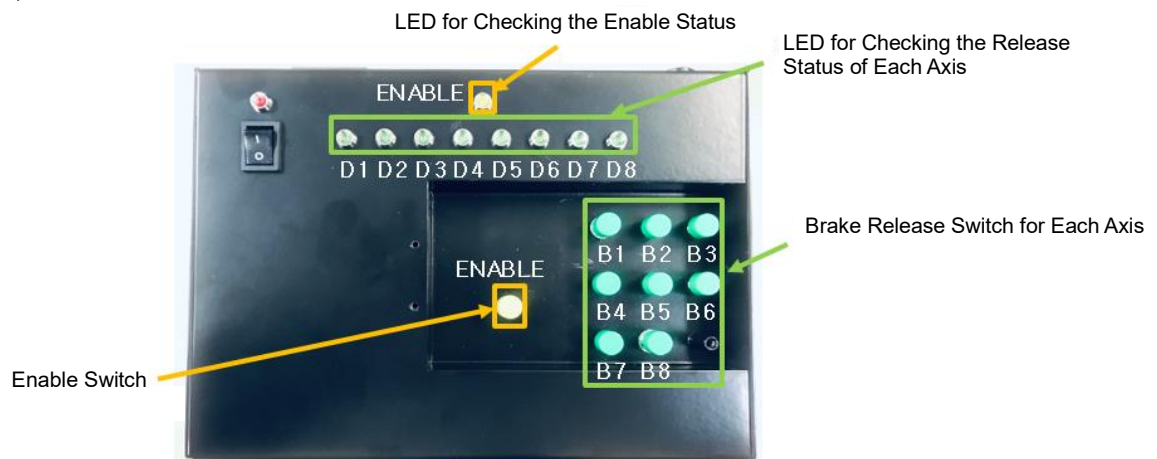 LED for Checking the Enable Status
LED for Checking the Release
Status of Each Axis
ENABLE
D1 D2 D3 D4 D5 D6 D7 D8
Brake Release Switch for Each Axis
B1 B2 B3
ENABLE
B4 B5 B6
B7 B8
Enable Switch